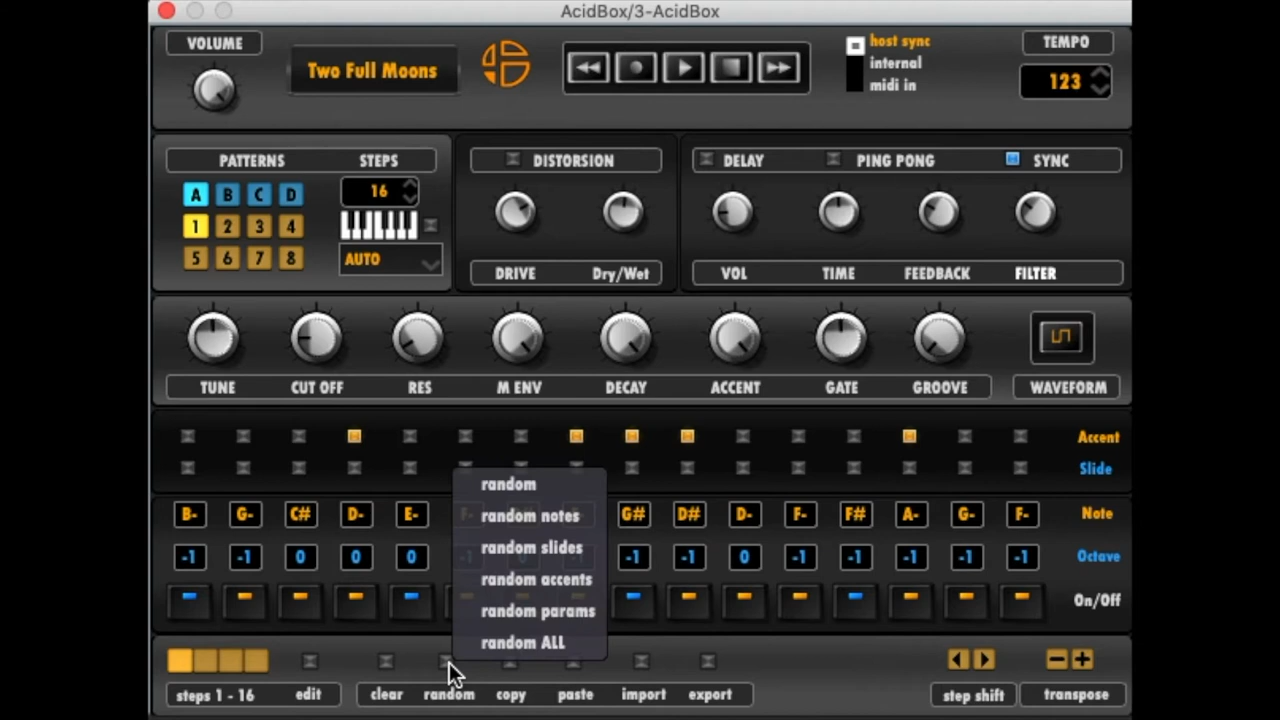 AcidBox/3-AcidBox
VOLUME
Two Full Moons
host sync
internal
midi in
TEMPO
123
PATTERNS STEPS
A B C D
1 2 3 4
5 6 7 8
16
AUTO
DISTORSION
DRIVE Dry/Wet
DELAY PING PONG SYNC
VOL TIME FEEDBACK FILTER
TUNE CUT OFF RES M ENV DECAY ACCENT GATE GROOVE WAVEFORM
Accent
Slide
B- G- C# D- E- G# D# D- F- F# A- G- F- Note
-1 -1 0 0 0 -1 -1 0 -1 -1 -1 -1 -1 Octave
On/Off
random
random notes
random slides
random accents
random params
random ALL
steps 1 - 16 edit clear random copy paste import export step shift transpose